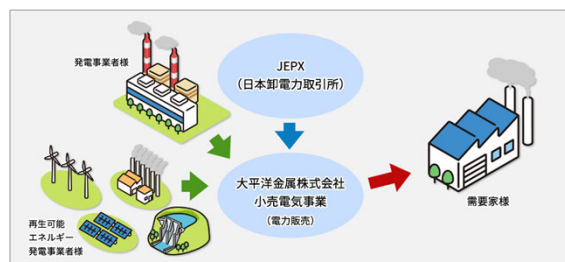 発電事業者様
JEPX
(日本卸電力取引所)
大平洋金属株式会社
小売電気事業
(電力販売)
需要家様
再生可能
エネルギー
発電事業者様